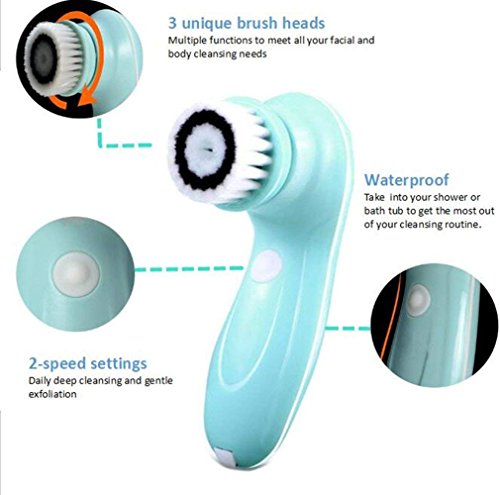 3 unique brush heads
Multiple functions to meet all your facial and
body cleansing needs
Waterproof
Take into your shower or
bath tub to get the most out
of your cleansing routine.
2-speed settings
Daily deep cleansing and gentle
exfoliation